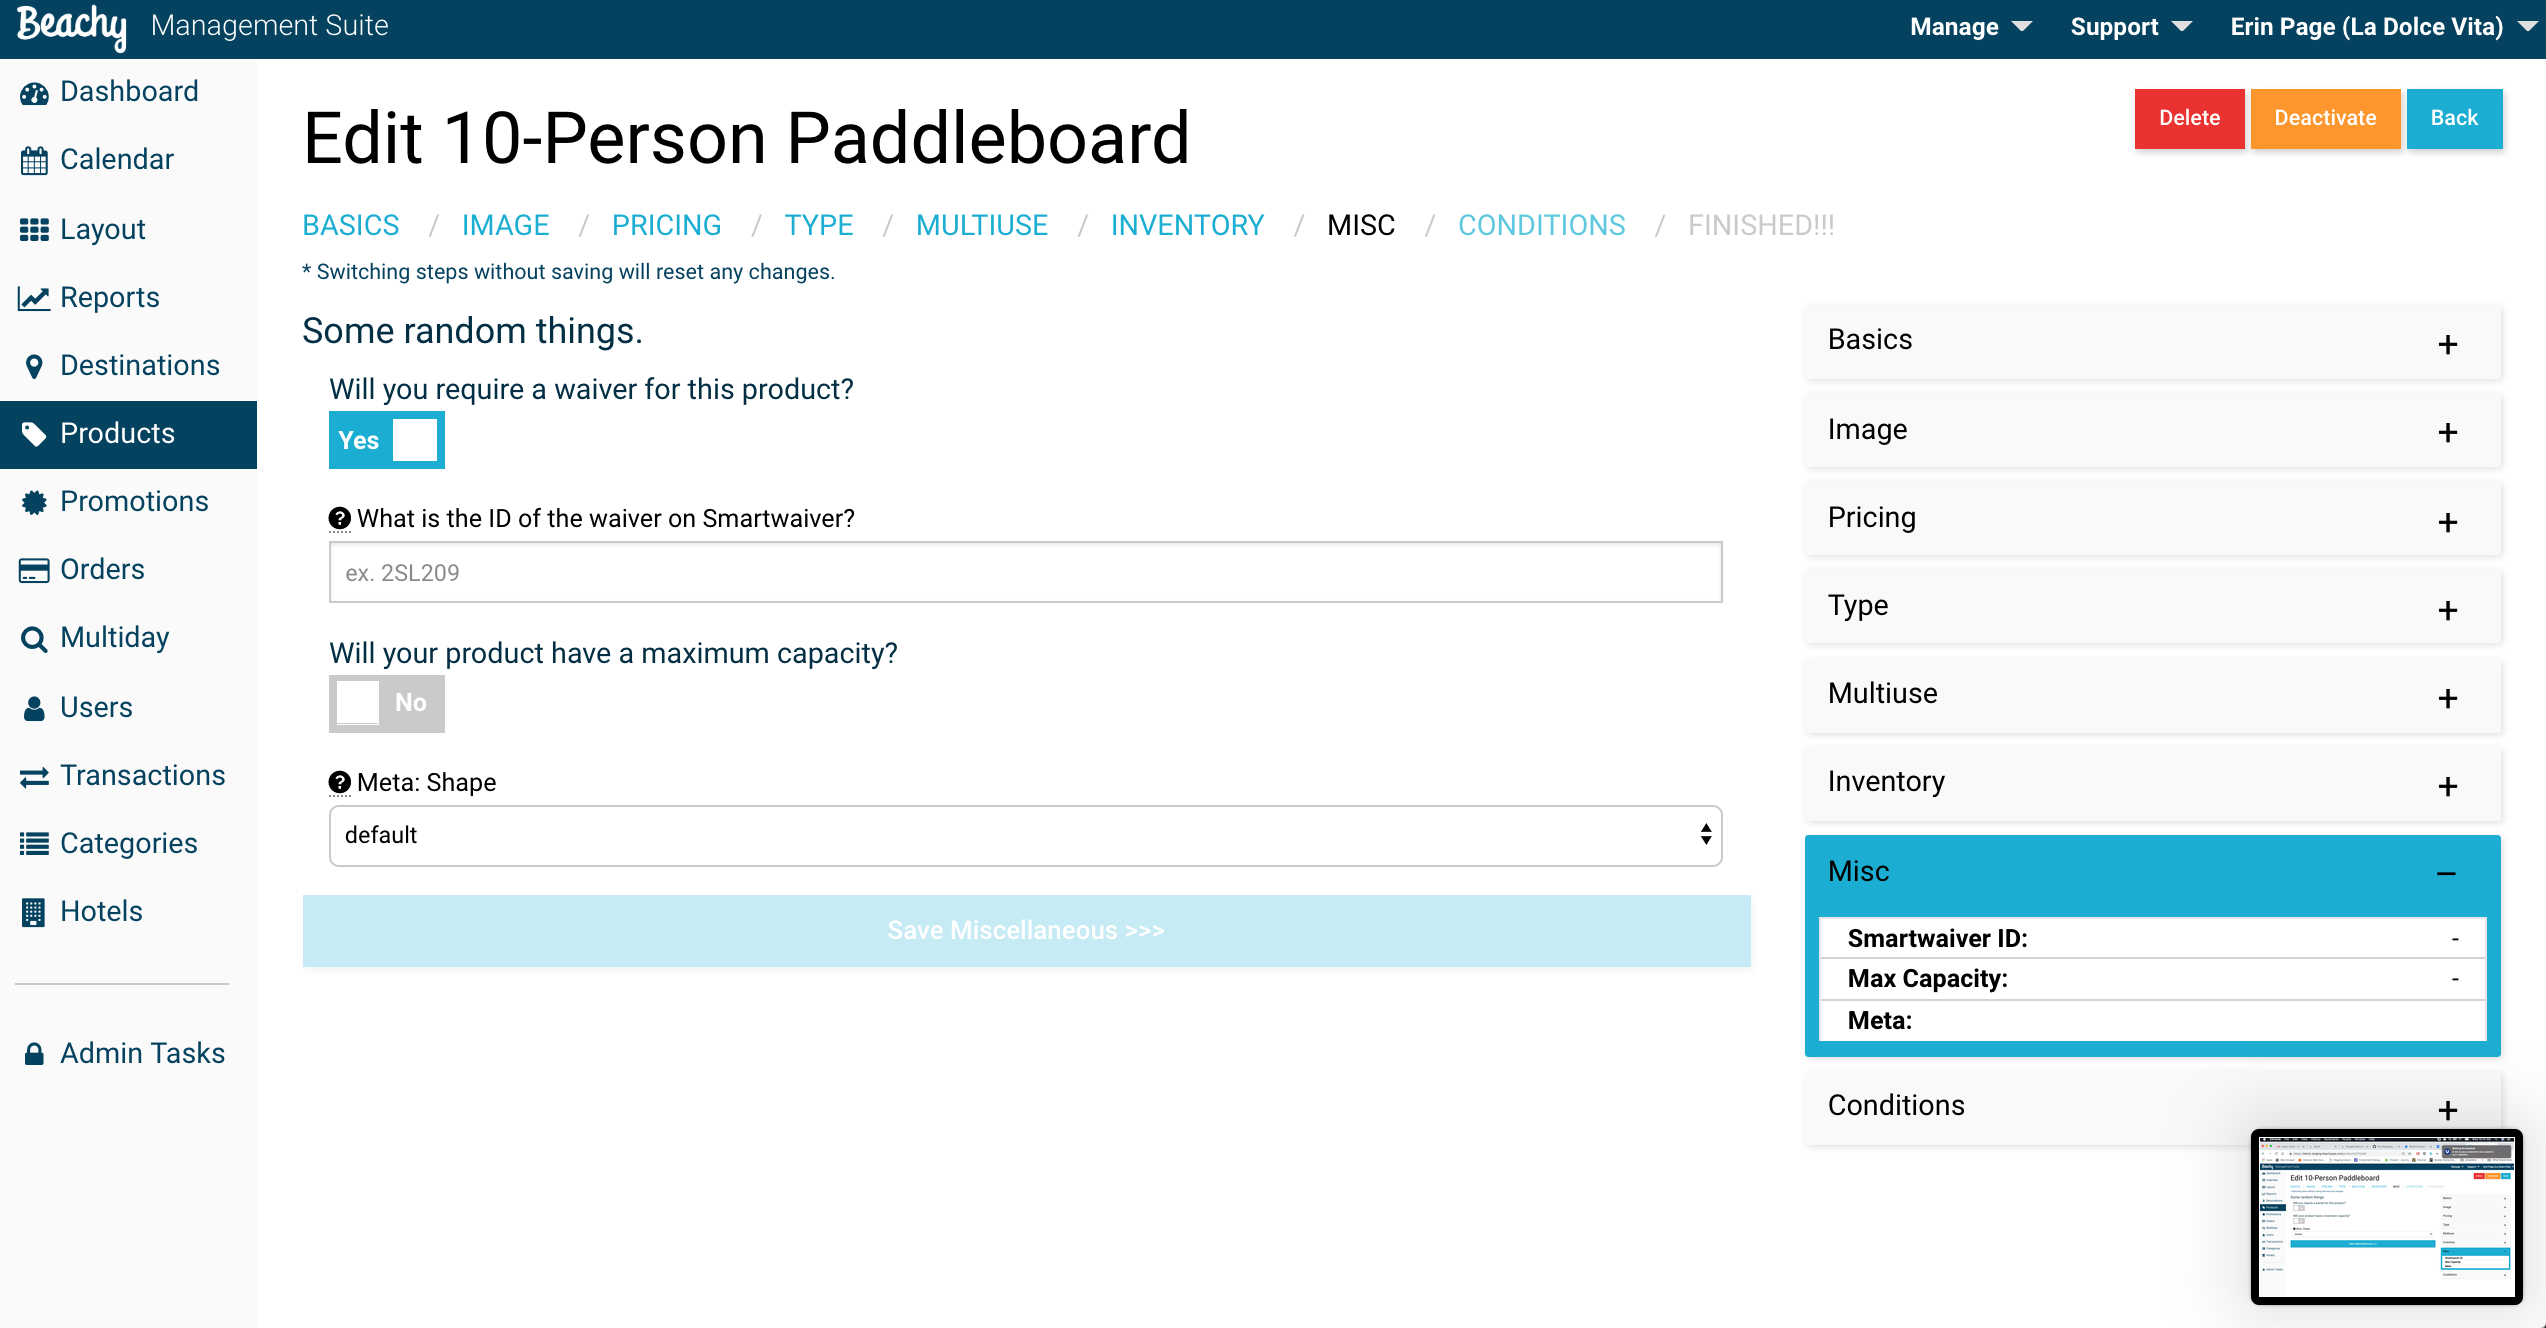 Beachy Management Suite
Manage Support Erin Page (La Dolce Vita)
Dashboard
Calendar
Layout
Reports
Destinations
Products
Promotions
Orders
Multiday
Users
Transactions
Categories
Hotels
Admin Tasks
Edit 10-Person Paddleboard
Delete Deactivate Back
BASICS / IMAGE / PRICING / TYPE / MULTIUSE / INVENTORY / MISC / CONDITIONS / FINISHED!!!
* Switching steps without saving will reset any changes.
Some random things.
Will you require a waiver for this product?
Yes
What is the ID of the waiver on Smartwaiver?
ex. 2SL209
Will your product have a maximum capacity?
No
Meta: Shape
default
Save Miscellaneous >>>
Basics +
Image +
Pricing +
Type +
Multiuse +
Inventory +
Misc −
Smartwaiver ID: -
Max Capacity: -
Meta:
Conditions +
Edit 10-Person Paddleboard